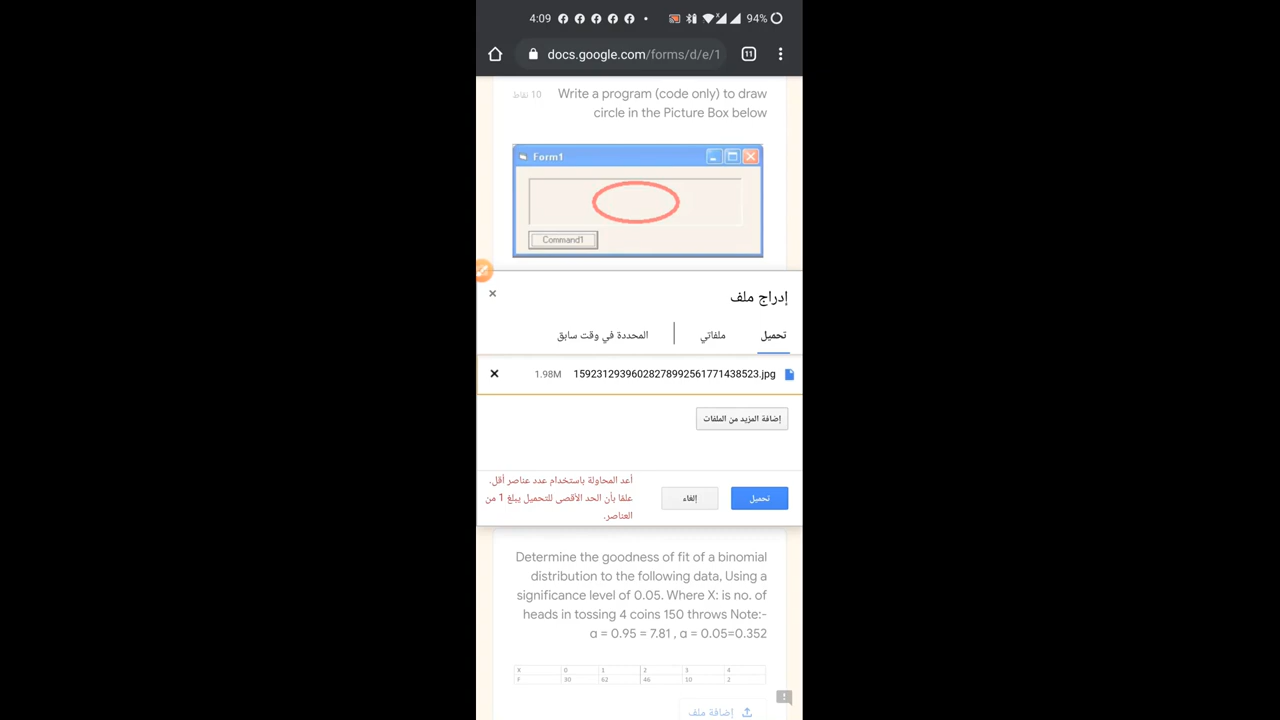 4:09
94%
docs.google.com/forms/d/e/1
11
Write a program (code only) to draw
10 نقاط
circle in the Picture Box below
Form1
Command1
إدراج ملف
تحميل
ملفاتي
المحددة في وقت سابق
1592312939602827899256177143­8523.jpg
1.98M
إضافة المزيد من الملفات
أعد المحاولة باستخدام عدد عناصر أقل.
علمًا بأن الحد الأقصى للتحميل يبلغ 1 من
العناصر.
إلغاء
تحميل
Determine the goodness of fit of a binomial
distribution to the following data, Using a
significance level of 0.05. Where X: is no. of
heads in tossing 4 coins 150 throws Note:-
α = 0.95 = 7.81 , α = 0.05=0.352
X 0 1 2 3 4
F 30 62 46 10 2
إضافة ملف